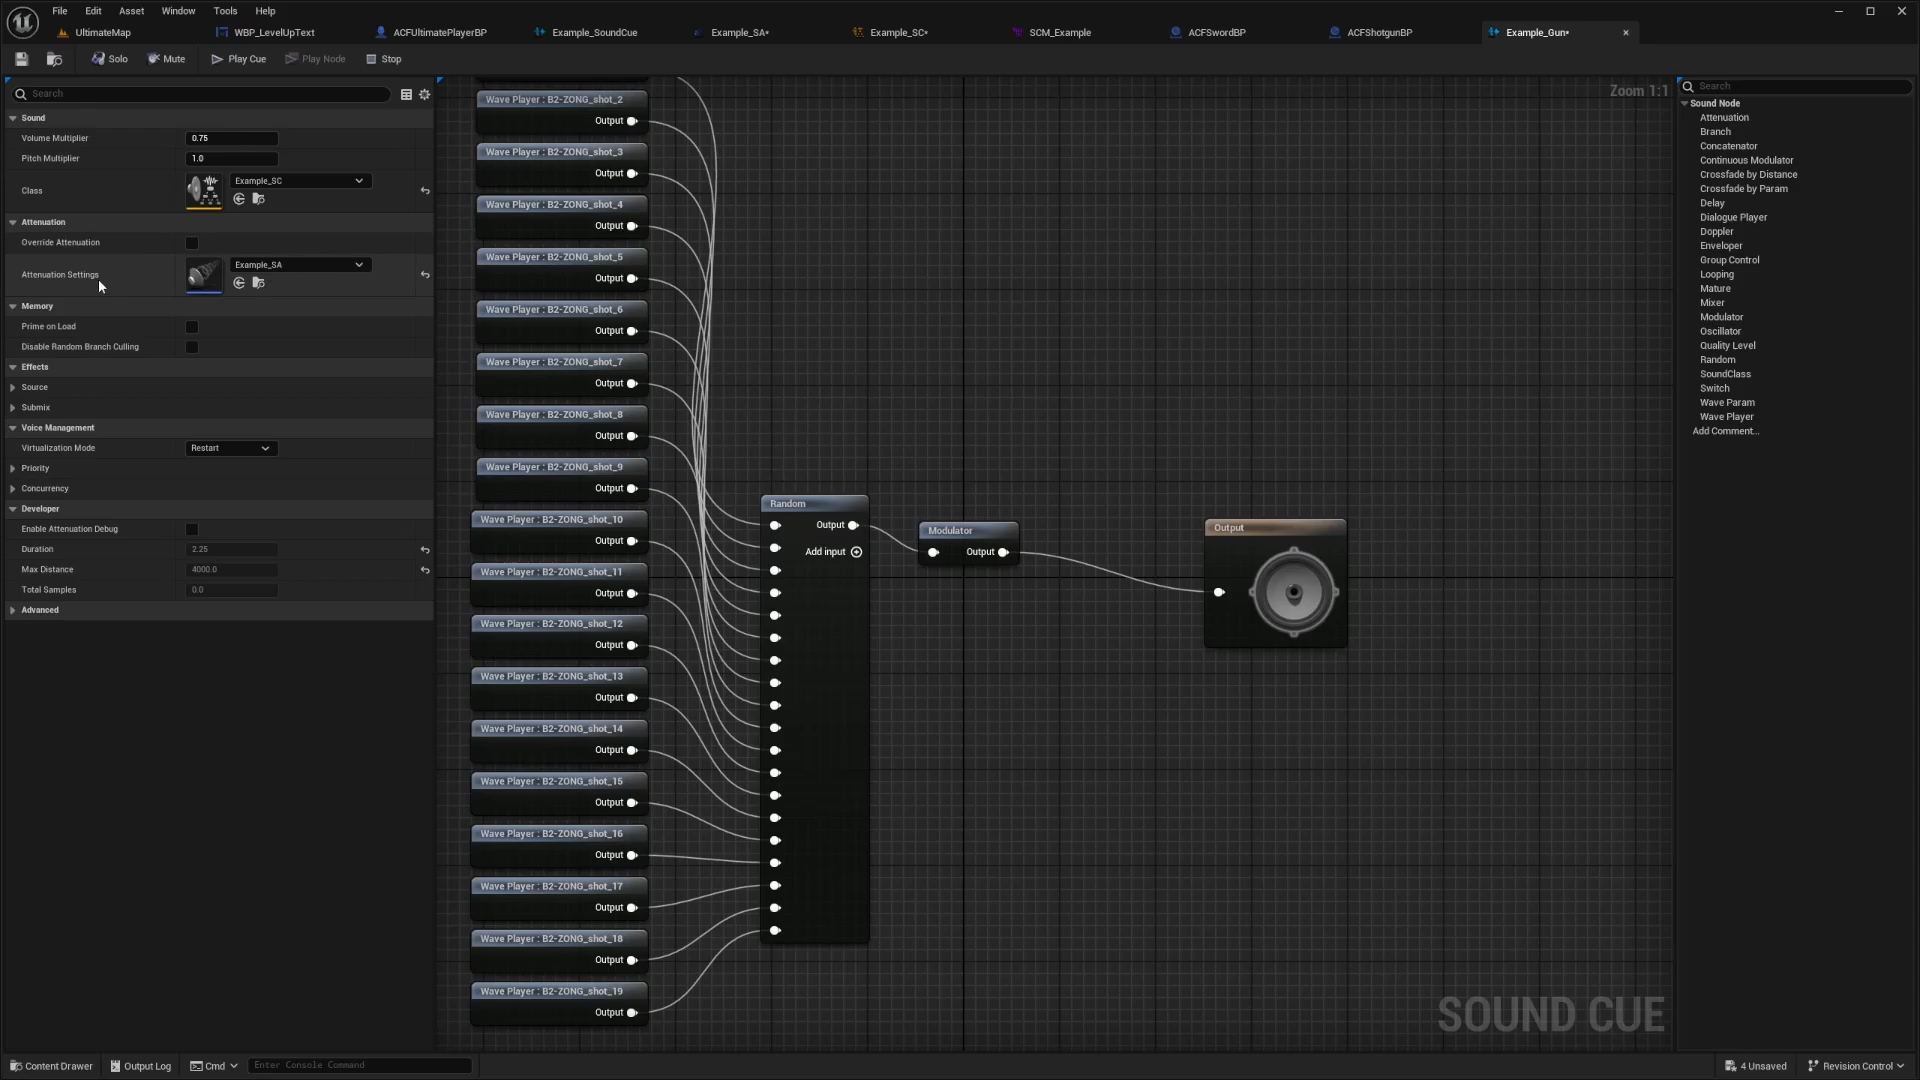 File Edit Asset Window Tools Help
UltimateMap WBP_LevelUpText ACFUltimatePlayerBP Example_SoundCue Example_SA* Example_SC* SCM_Example ACFSwordBP ACFShotgunBP Example_Gun*
Solo Mute Play Cue Play Node Stop
Search
Sound
Volume Multiplier 0.75
Pitch Multiplier 1.0
Class Example_SC
Attenuation
Override Attenuation
Attenuation Settings Example_SA
Memory
Prime on Load
Disable Random Branch Culling
Effects
Source
Submix
Voice Management
Virtualization Mode Restart
Priority
Concurrency
Developer
Enable Attenuation Debug
Duration 2.25
Max Distance 4000.0
Total Samples 0.0
Advanced
Zoom 1:1
Wave Player : B2-ZONG_shot_2
Output
Wave Player : B2-ZONG_shot_3
Output
Wave Player : B2-ZONG_shot_4
Output
Wave Player : B2-ZONG_shot_5
Output
Wave Player : B2-ZONG_shot_6
Output
Wave Player : B2-ZONG_shot_7
Output
Wave Player : B2-ZONG_shot_8
Output
Wave Player : B2-ZONG_shot_9
Output
Wave Player : B2-ZONG_shot_10
Output
Wave Player : B2-ZONG_shot_11
Output
Wave Player : B2-ZONG_shot_12
Output
Wave Player : B2-ZONG_shot_13
Output
Wave Player : B2-ZONG_shot_14
Output
Wave Player : B2-ZONG_shot_15
Output
Wave Player : B2-ZONG_shot_16
Output
Wave Player : B2-ZONG_shot_17
Output
Wave Player : B2-ZONG_shot_18
Output
Wave Player : B2-ZONG_shot_19
Output
Random
Output
Add input
Modulator
Output
Output
SOUND CUE
Search
Sound Node
Attenuation
Branch
Concatenator
Continuous Modulator
Crossfade by Distance
Crossfade by Param
Delay
Dialogue Player
Doppler
Enveloper
Group Control
Looping
Mature
Mixer
Modulator
Oscillator
Quality Level
Random
SoundClass
Switch
Wave Param
Wave Player
Add Comment...
Content Drawer Output Log Cmd Enter Console Command 4 Unsaved Revision Control